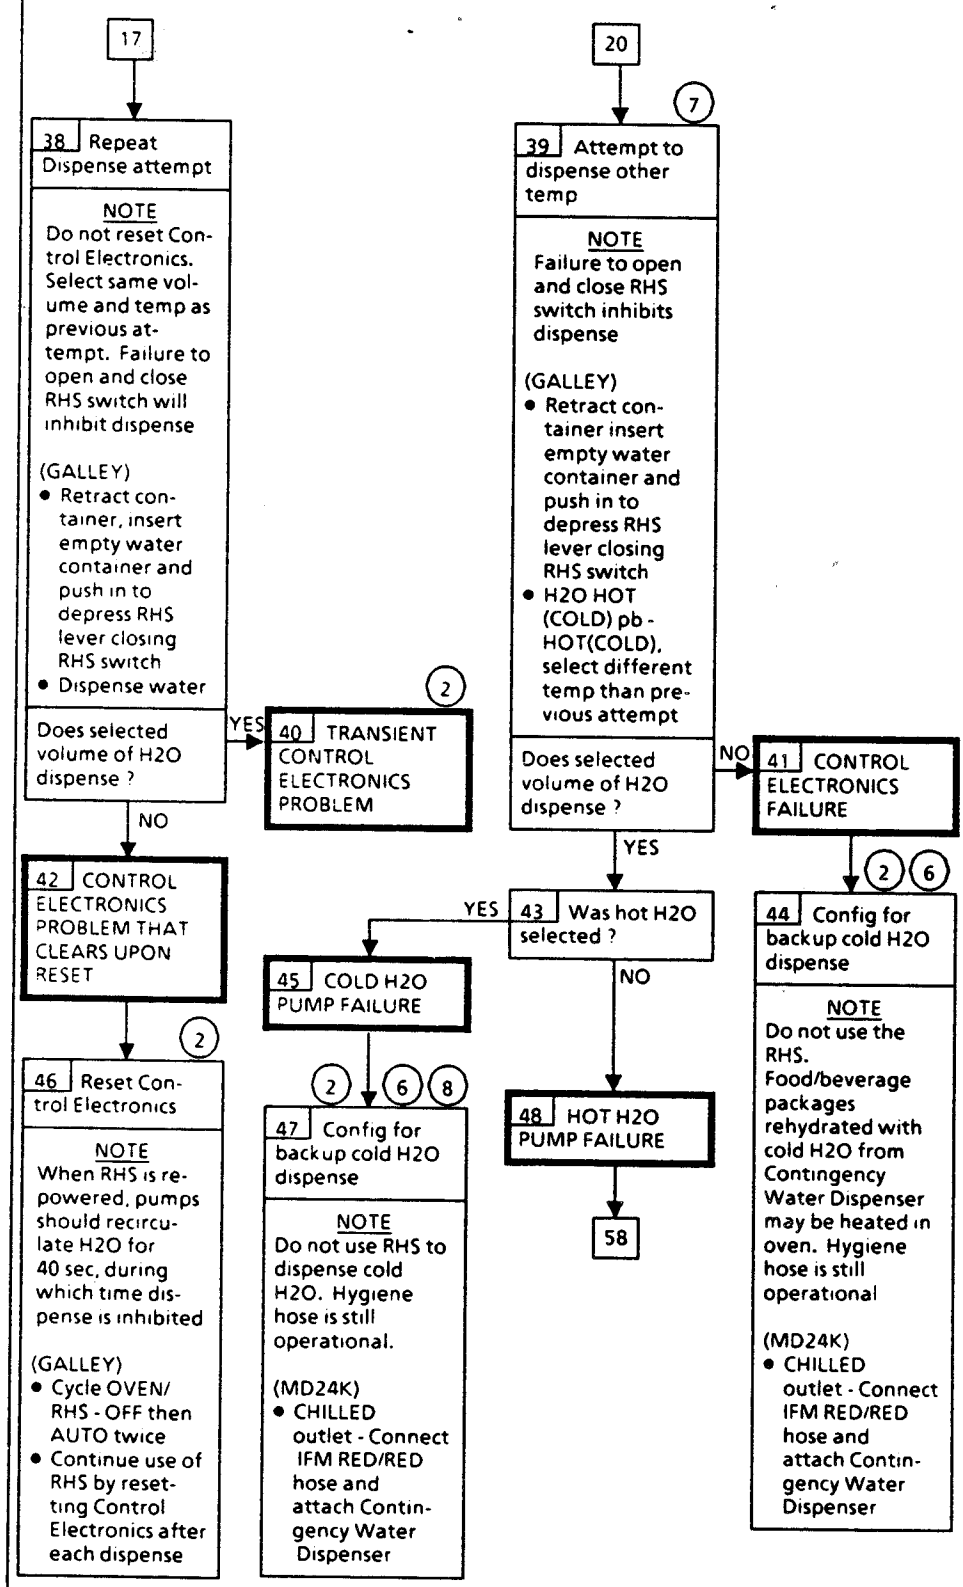 17
38 Repeat
Dispense attempt
NOTE
Do not reset Con-
trol Electronics.
Select same vol-
ume and temp as
previous at-
tempt. Failure to
open and close
RHS switch will
inhibit dispense
(GALLEY)
● Retract con-
tainer, insert
empty water
container and
push in to
depress RHS
lever closing
RHS switch
● Dispense water
Does selected
volume of H2O
dispense ?
YES
2
40 TRANSIENT
CONTROL
ELECTRONICS
PROBLEM
NO
42 CONTROL
ELECTRONICS
PROBLEM THAT
CLEARS UPON
RESET
2
46 Reset Con-
trol Electronics
NOTE
When RHS is re-
powered, pumps
should recircu-
late H2O for
40 sec, during
which time dis-
pense is inhibited
(GALLEY)
● Cycle OVEN/
RHS - OFF then
AUTO twice
● Continue use of
RHS by reset-
ting Control
Electronics after
each dispense
20
7
39 Attempt to
dispense other
temp
NOTE
Failure to open
and close RHS
switch inhibits
dispense
(GALLEY)
● Retract con-
tainer insert
empty water
container and
push in to
depress RHS
lever closing
RHS switch
● H2O HOT
(COLD) pb -
HOT(COLD),
select different
temp than pre-
vious attempt
Does selected
volume of H2O
dispense ?
NO
41 CONTROL
ELECTRONICS
FAILURE
YES
43 Was hot H2O
selected ?
YES
45 COLD H2O
PUMP FAILURE
2 6 8
47 Config for
backup cold H2O
dispense
NOTE
Do not use RHS to
dispense cold
H2O. Hygiene
hose is still
operational.
(MD24K)
● CHILLED
outlet - Connect
IFM RED/RED
hose and
attach Contin-
gency Water
Dispenser
NO
48 HOT H2O
PUMP FAILURE
58
2 6
44 Config for
backup cold H2O
dispense
NOTE
Do not use the
RHS.
Food/beverage
packages
rehydrated with
cold H2O from
Contingency
Water Dispenser
may be heated in
oven. Hygiene
hose is still
operational
(MD24K)
● CHILLED
outlet - Connect
IFM RED/RED
hose and
attach Contin-
gency Water
Dispenser